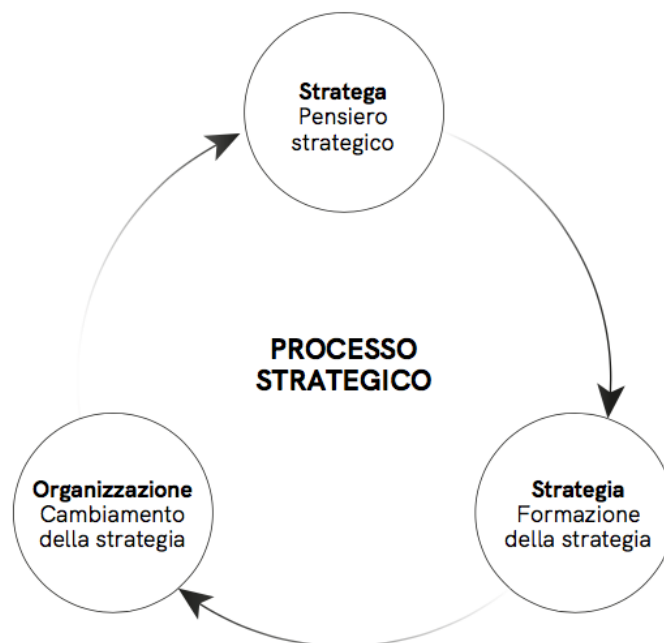 Stratega
Pensiero
strategico
PROCESSO
STRATEGICO
Organizzazione
Cambiamento
della strategia
Strategia
Formazione
della strategia